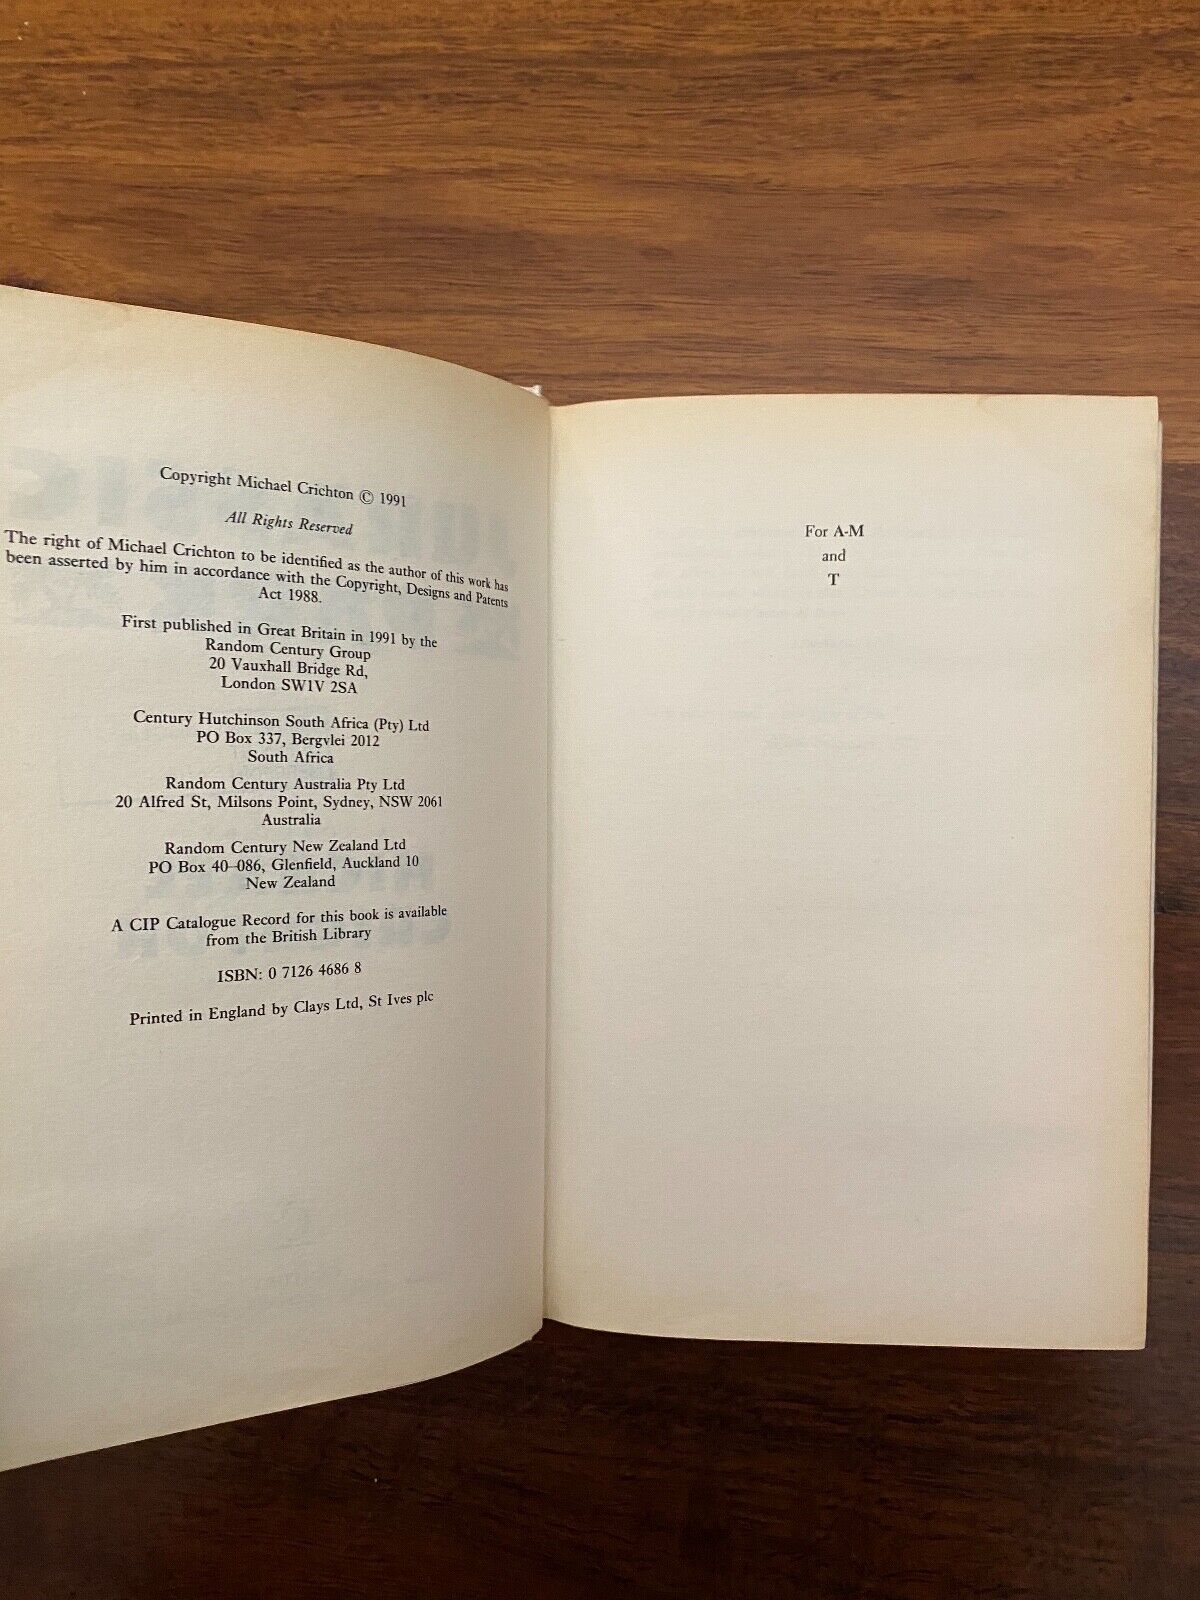 Copyright Michael Crichton © 1991
All Rights Reserved
The right of Michael Crichton to be identified as the author of this work has
been asserted by him in accordance with the Copyright, Designs and Patents
Act 1988.
First published in Great Britain in 1991 by the
Random Century Group
20 Vauxhall Bridge Rd,
London SW1V 2SA
Century Hutchinson South Africa (Pty) Ltd
PO Box 337, Bergvlei 2012
South Africa
Random Century Australia Pty Ltd
20 Alfred St, Milsons Point, Sydney, NSW 2061
Australia
Random Century New Zealand Ltd
PO Box 40–086, Glenfield, Auckland 10
New Zealand
A CIP Catalogue Record for this book is available
from the British Library
ISBN: 0 7126 4686 8
Printed in England by Clays Ltd, St Ives plc
For A-M
and
T